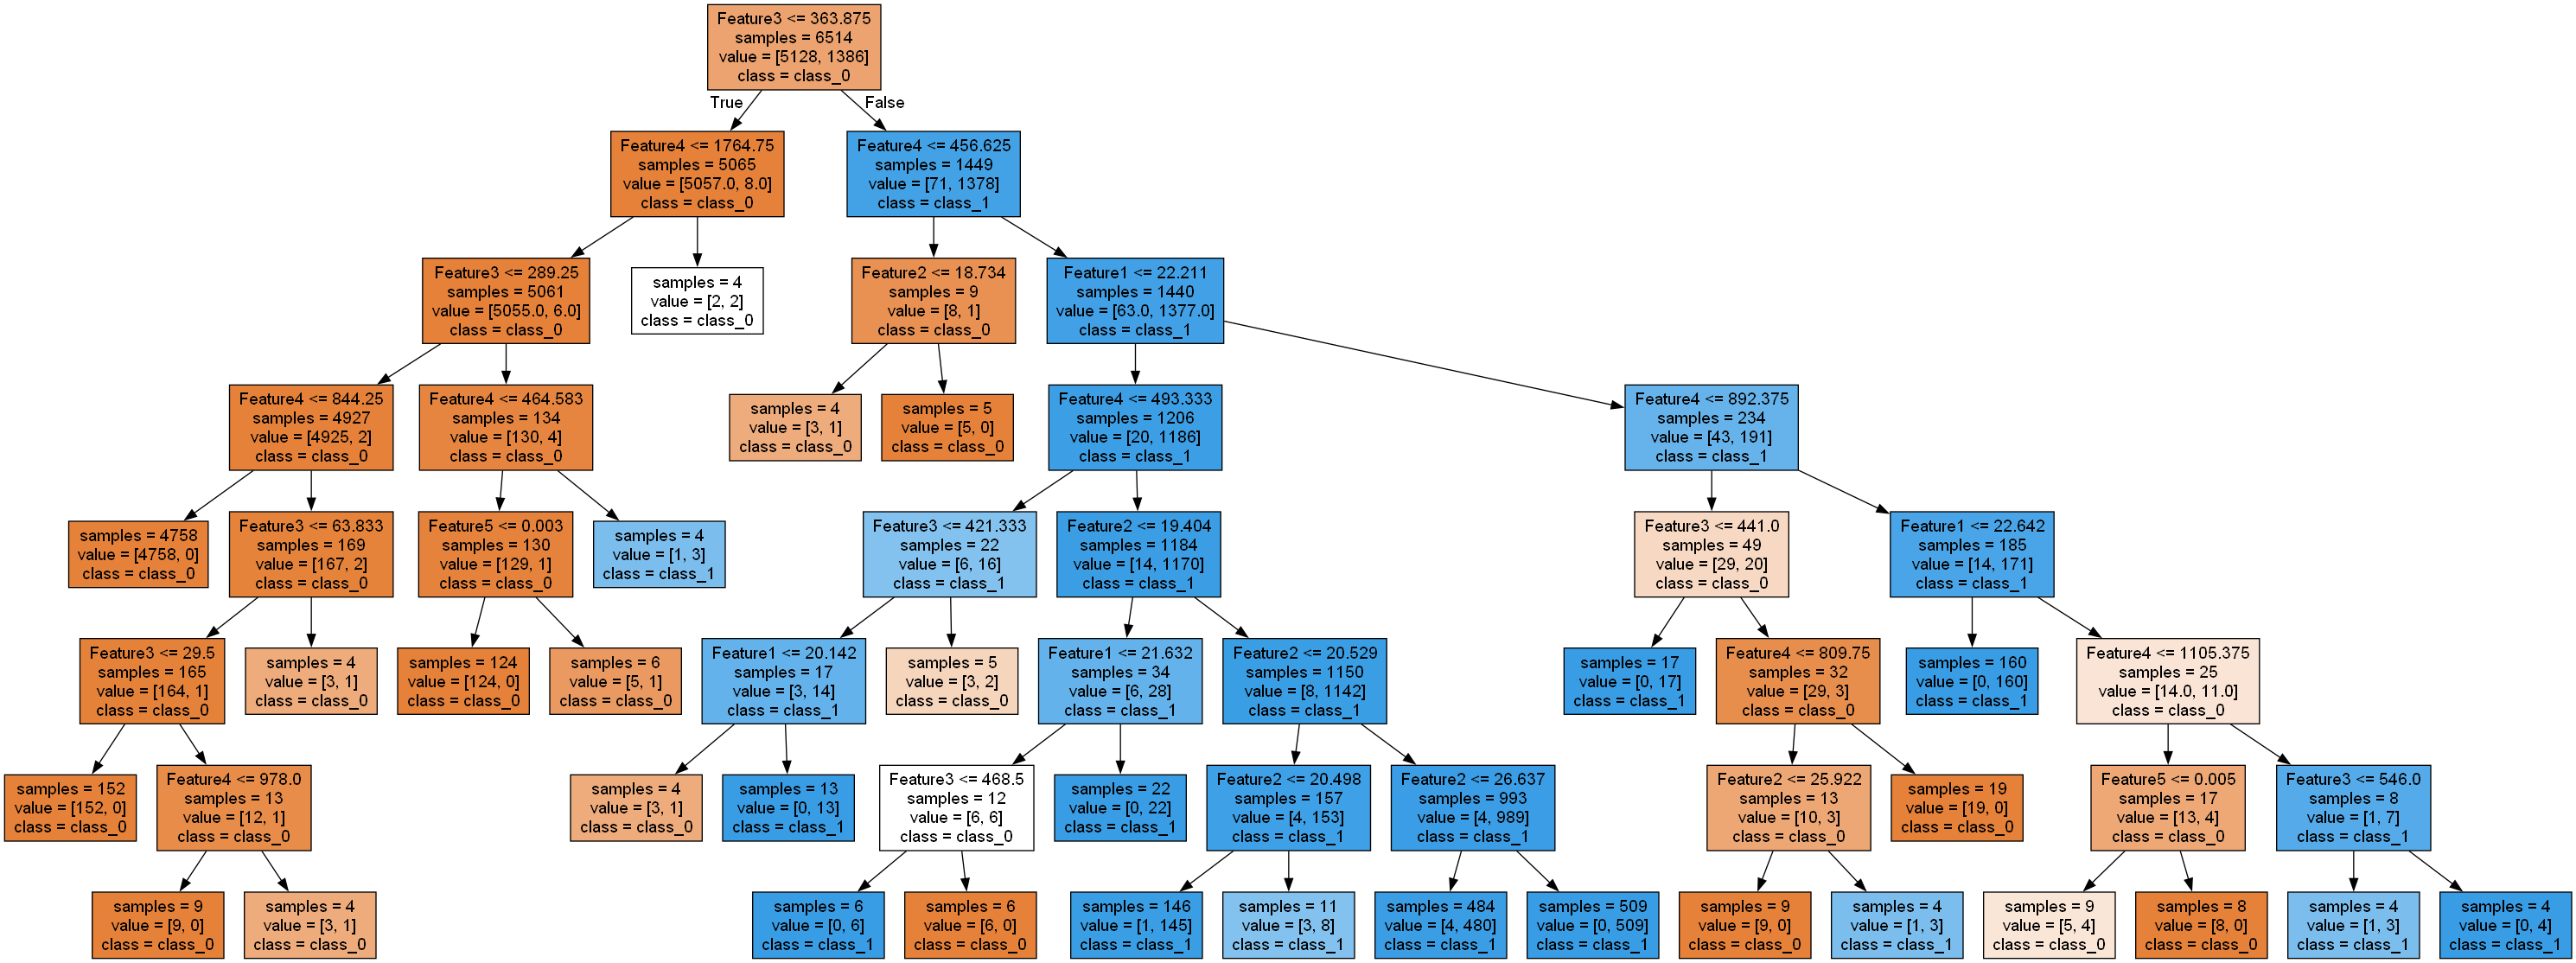 Feature3 <= 363.875
samples = 6514
value = [5128, 1386]
class = class_0
True
False
Feature4 <= 1764.75
samples = 5065
value = [5057.0, 8.0]
class = class_0
Feature4 <= 456.625
samples = 1449
value = [71, 1378]
class = class_1
Feature3 <= 289.25
samples = 5061
value = [5055.0, 6.0]
class = class_0
samples = 4
value = [2, 2]
class = class_0
Feature2 <= 18.734
samples = 9
value = [8, 1]
class = class_0
Feature1 <= 22.211
samples = 1440
value = [63.0, 1377.0]
class = class_1
Feature4 <= 844.25
samples = 4927
value = [4925, 2]
class = class_0
Feature4 <= 464.583
samples = 134
value = [130, 4]
class = class_0
samples = 4
value = [3, 1]
class = class_0
samples = 5
value = [5, 0]
class = class_0
Feature4 <= 493.333
samples = 1206
value = [20, 1186]
class = class_1
Feature4 <= 892.375
samples = 234
value = [43, 191]
class = class_1
samples = 4758
value = [4758, 0]
class = class_0
Feature3 <= 63.833
samples = 169
value = [167, 2]
class = class_0
Feature5 <= 0.003
samples = 130
value = [129, 1]
class = class_0
samples = 4
value = [1, 3]
class = class_1
Feature3 <= 421.333
samples = 22
value = [6, 16]
class = class_1
Feature2 <= 19.404
samples = 1184
value = [14, 1170]
class = class_1
Feature3 <= 441.0
samples = 49
value = [29, 20]
class = class_0
Feature1 <= 22.642
samples = 185
value = [14, 171]
class = class_1
Feature3 <= 29.5
samples = 165
value = [164, 1]
class = class_0
samples = 4
value = [3, 1]
class = class_0
samples = 124
value = [124, 0]
class = class_0
samples = 6
value = [5, 1]
class = class_0
Feature1 <= 20.142
samples = 17
value = [3, 14]
class = class_1
samples = 5
value = [3, 2]
class = class_0
Feature1 <= 21.632
samples = 34
value = [6, 28]
class = class_1
Feature2 <= 20.529
samples = 1150
value = [8, 1142]
class = class_1
samples = 17
value = [0, 17]
class = class_1
Feature4 <= 809.75
samples = 32
value = [29, 3]
class = class_0
samples = 160
value = [0, 160]
class = class_1
Feature4 <= 1105.375
samples = 25
value = [14.0, 11.0]
class = class_0
samples = 152
value = [152, 0]
class = class_0
Feature4 <= 978.0
samples = 13
value = [12, 1]
class = class_0
samples = 4
value = [3, 1]
class = class_0
samples = 13
value = [0, 13]
class = class_1
Feature3 <= 468.5
samples = 12
value = [6, 6]
class = class_0
samples = 22
value = [0, 22]
class = class_1
Feature2 <= 20.498
samples = 157
value = [4, 153]
class = class_1
Feature2 <= 26.637
samples = 993
value = [4, 989]
class = class_1
Feature2 <= 25.922
samples = 13
value = [10, 3]
class = class_0
samples = 19
value = [19, 0]
class = class_0
Feature5 <= 0.005
samples = 17
value = [13, 4]
class = class_0
Feature3 <= 546.0
samples = 8
value = [1, 7]
class = class_1
samples = 9
value = [9, 0]
class = class_0
samples = 4
value = [3, 1]
class = class_0
samples = 6
value = [0, 6]
class = class_1
samples = 6
value = [6, 0]
class = class_0
samples = 146
value = [1, 145]
class = class_1
samples = 11
value = [3, 8]
class = class_1
samples = 484
value = [4, 480]
class = class_1
samples = 509
value = [0, 509]
class = class_1
samples = 9
value = [9, 0]
class = class_0
samples = 4
value = [1, 3]
class = class_1
samples = 9
value = [5, 4]
class = class_0
samples = 8
value = [8, 0]
class = class_0
samples = 4
value = [1, 3]
class = class_1
samples = 4
value = [0, 4]
class = class_1